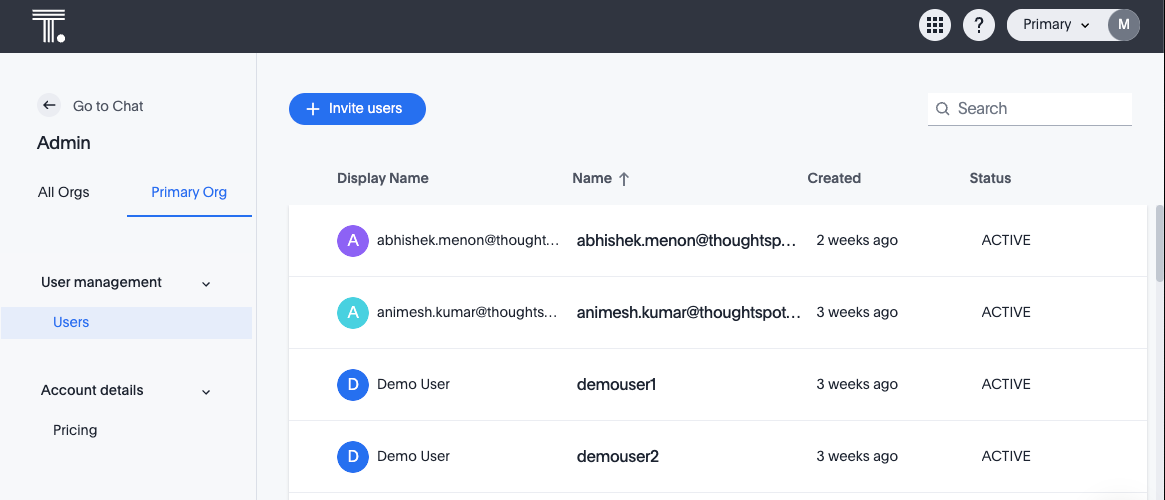 T.
? Primary M
Go to Chat
Admin
All Orgs Primary Org
User management
Users
Account details
Pricing
+ Invite users
Search
Display Name Name ↑ Created Status
A abhishek.menon@thought... abhishek.menon@thoughtsp... 2 weeks ago ACTIVE
A animesh.kumar@thoughts... animesh.kumar@thoughtspot... 3 weeks ago ACTIVE
D Demo User demouser1 3 weeks ago ACTIVE
D Demo User demouser2 3 weeks ago ACTIVE